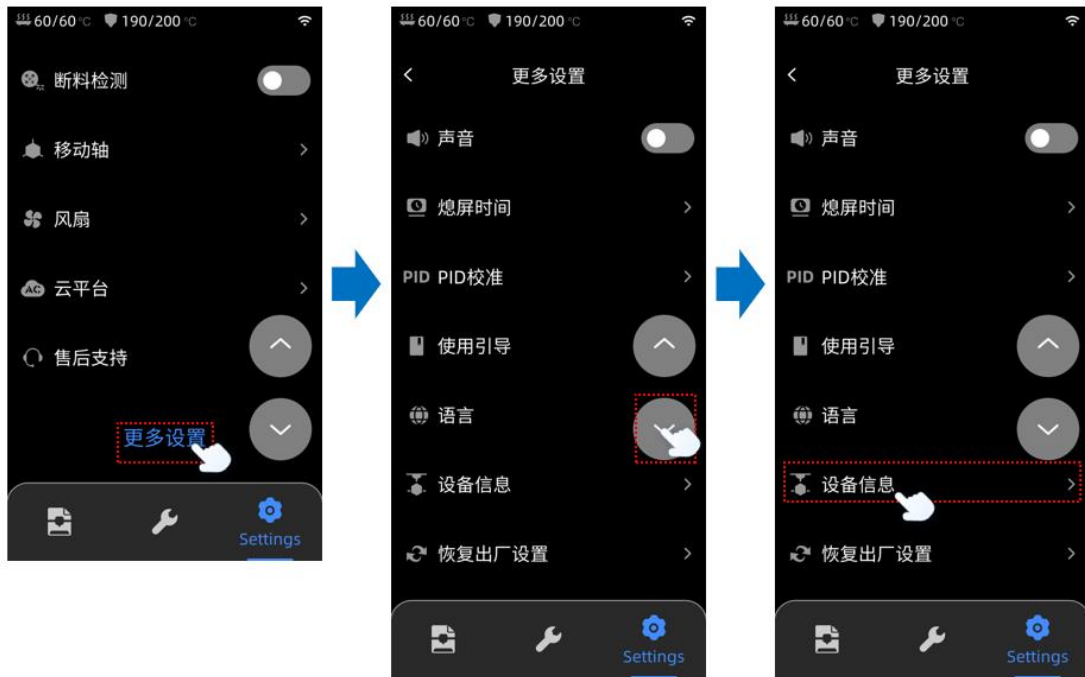 60/60℃ 190/200℃
断料检测
移动轴
风扇
AC 云平台
售后支持
更多设置
Settings
60/60℃ 190/200℃
更多设置
声音
熄屏时间
PID PID校准
使用引导
语言
设备信息
恢复出厂设置
Settings
60/60℃ 190/200℃
更多设置
声音
熄屏时间
PID PID校准
使用引导
语言
设备信息
恢复出厂设置
Settings